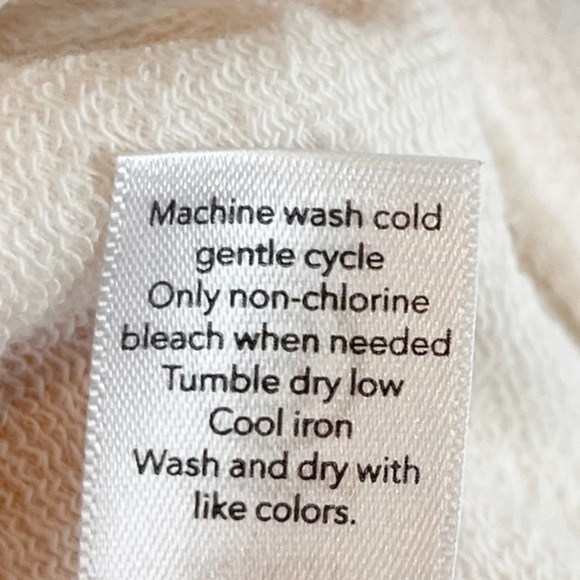 Machine wash cold
gentle cycle
Only non-chlorine
bleach when needed
Tumble dry low
Cool iron
Wash and dry with
like colors.